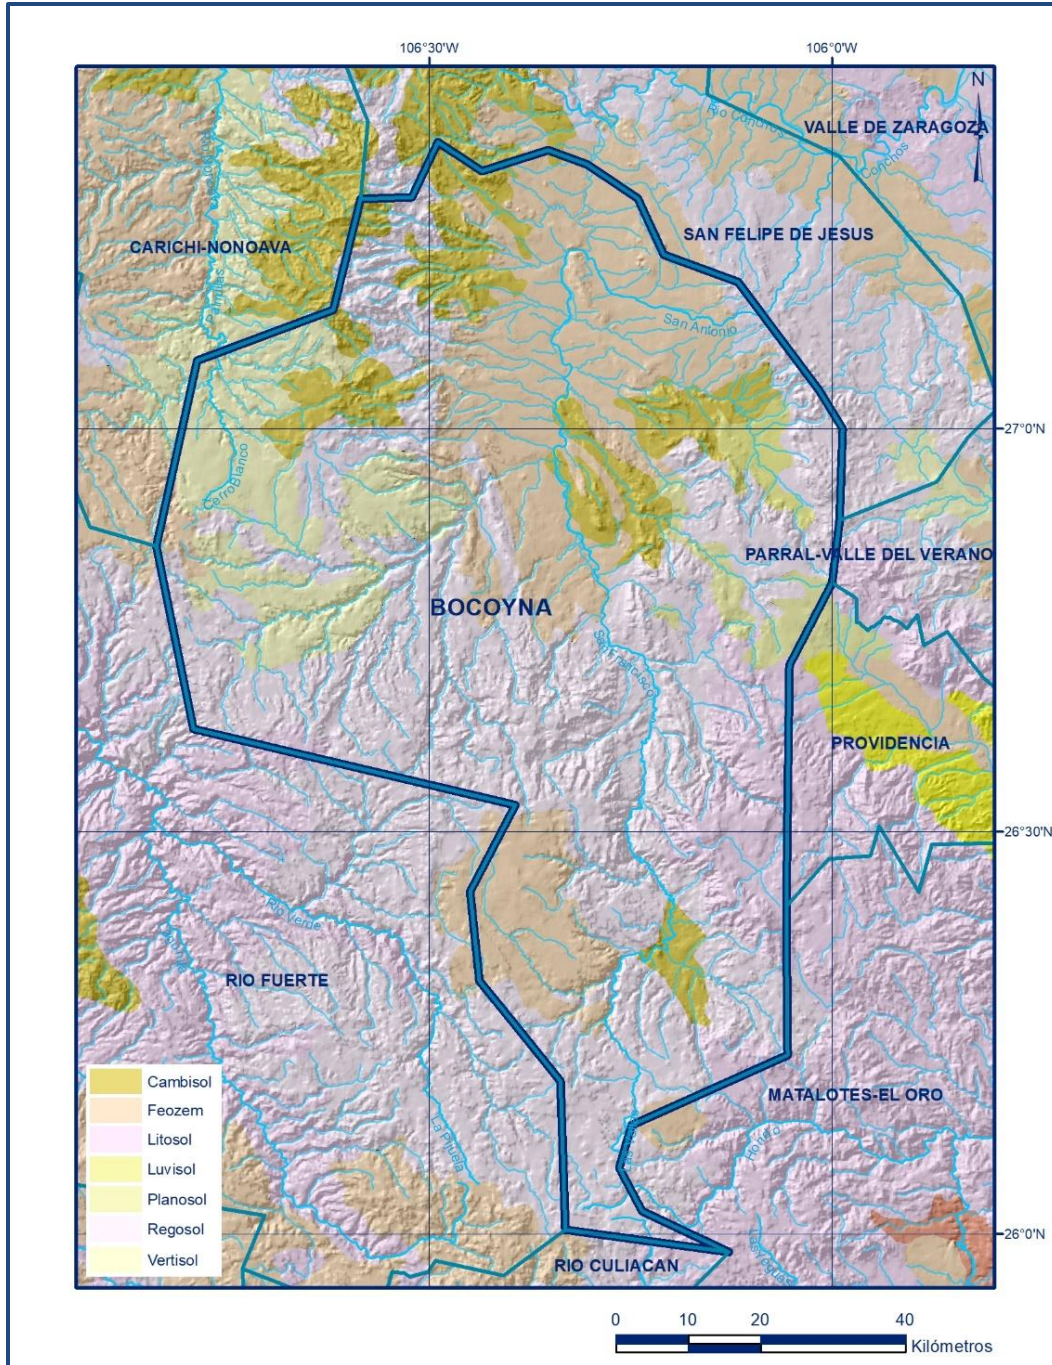 106°30'W
106°0'W
N
VALLE DE ZARAGOZA
Rio Conchos
Conchos
SAN FELIPE DE JESUS
CARICHI-NONOAVA
Palmillas
San Antonio
27°0'N
Cerro Blanco
PARRAL-VALLE DEL VERANO
BOCOYNA
San Francisco
PROVIDENCIA
26°30'N
Rio Verde
RIO FUERTE
MATALOTES-EL ORO
La Piñuela
26°0'N
RIO CULIACAN
Cambisol
Feozem
Litosol
Luvisol
Planosol
Regosol
Vertisol
0
10
20
40
Kilómetros